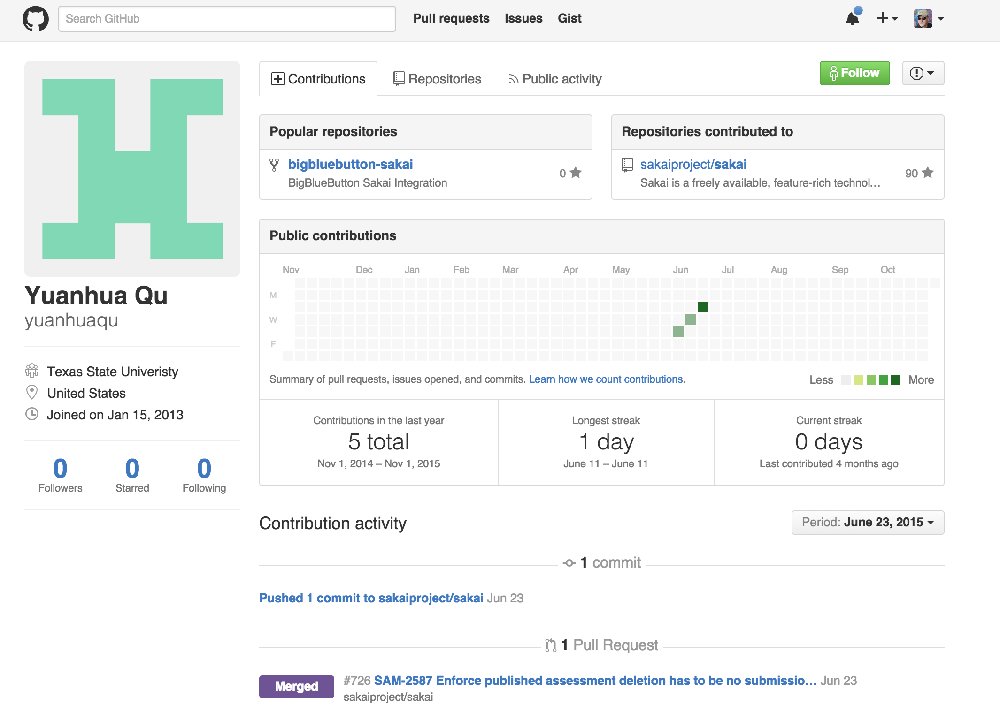 Search GitHub
Pull requests Issues Gist
Contributions Repositories Public activity
Follow
Yuanhua Qu
yuanhuaqu
Texas State Univeristy
United States
Joined on Jan 15, 2013
0 0 0
Followers Starred Following
Popular repositories
bigbluebutton-sakai
BigBlueButton Sakai Integration
0
Repositories contributed to
sakaiproject/sakai
Sakai is a freely available, feature-rich technol…
90
Public contributions
Nov Dec Jan Feb Mar Apr May Jun Jul Aug Sep Oct
M
W
F
Summary of pull requests, issues opened, and commits. Learn how we count contributions.
Less More
Contributions in the last year
5 total
Nov 1, 2014 – Nov 1, 2015
Longest streak
1 day
June 11 – June 11
Current streak
0 days
Last contributed 4 months ago
Contribution activity
Period: June 23, 2015
1 commit
Pushed 1 commit to sakaiproject/sakai Jun 23
1 Pull Request
Merged
#726 SAM-2587 Enforce published assessment deletion has to be no submissio… Jun 23
sakaiproject/sakai